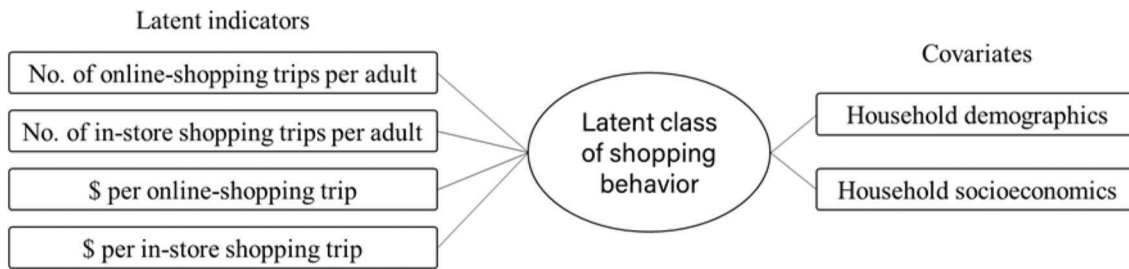 Latent indicators
No. of online-shopping trips per adult
No. of in-store shopping trips per adult
$ per online-shopping trip
$ per in-store shopping trip
Latent class
of shopping
behavior
Covariates
Household demographics
Household socioeconomics